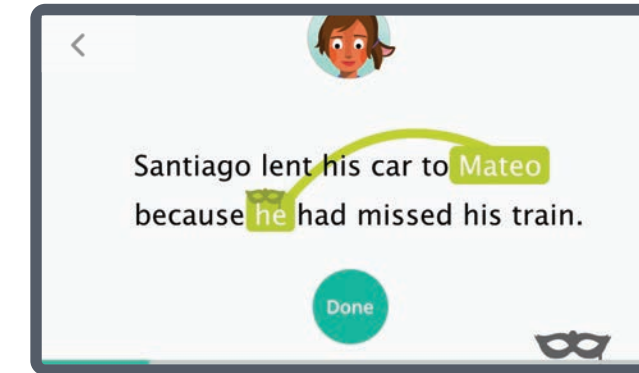 Santiago lent his car to Mateo
because he had missed his train.
Done